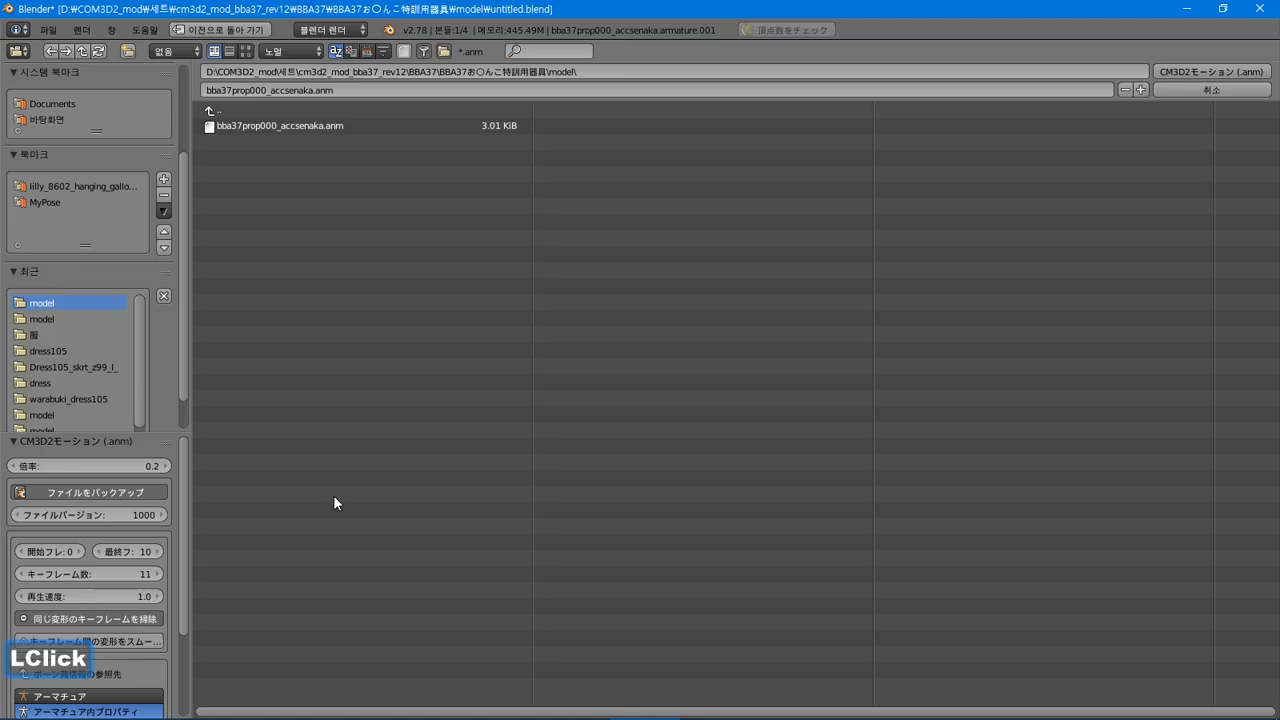 Blender* [D:\COM3D2_mod\세트\cm3d2_mod_bba37_rev12\BBA37\BBA37お〇んこ特訓用器具\model\untitled.blend]
파일 렌더 창 도움말 이전으로 돌아 가기 블렌더 렌더 v2.78 | 본들:1/4 | 메모리:445.49M | bba37prop000_accsenaka.armature.001 頂点数をチェック
없음 노멀 *.anm
시스템 북마크
D:\COM3D2_mod\세트\cm3d2_mod_bba37_rev12\BBA37\BBA37お〇んこ特訓用器具\model\ CM3D2モーション (.anm)
bba37prop000_accsenaka.anm 취소
Documents
바탕화면
..
bba37prop000_accsenaka.anm 3.01 KiB
북마크
lilly_8602_hanging_gallo...
MyPose
최근
model
model
服
dress105
Dress105_skrt_z99_l_
dress
warabuki_dress105
model
model
CM3D2モーション (.anm)
倍率: 0.2
ファイルをバックアップ
ファイルバージョン: 1000
開始フレ: 0 最終フ: 10
キーフレーム数: 11
再生速度: 1.0
同じ変形のキーフレームを掃除
キーフレーム間の変形をスムー...
LClick
の参照先
アーマチュア
アーマチュア内プロパティ